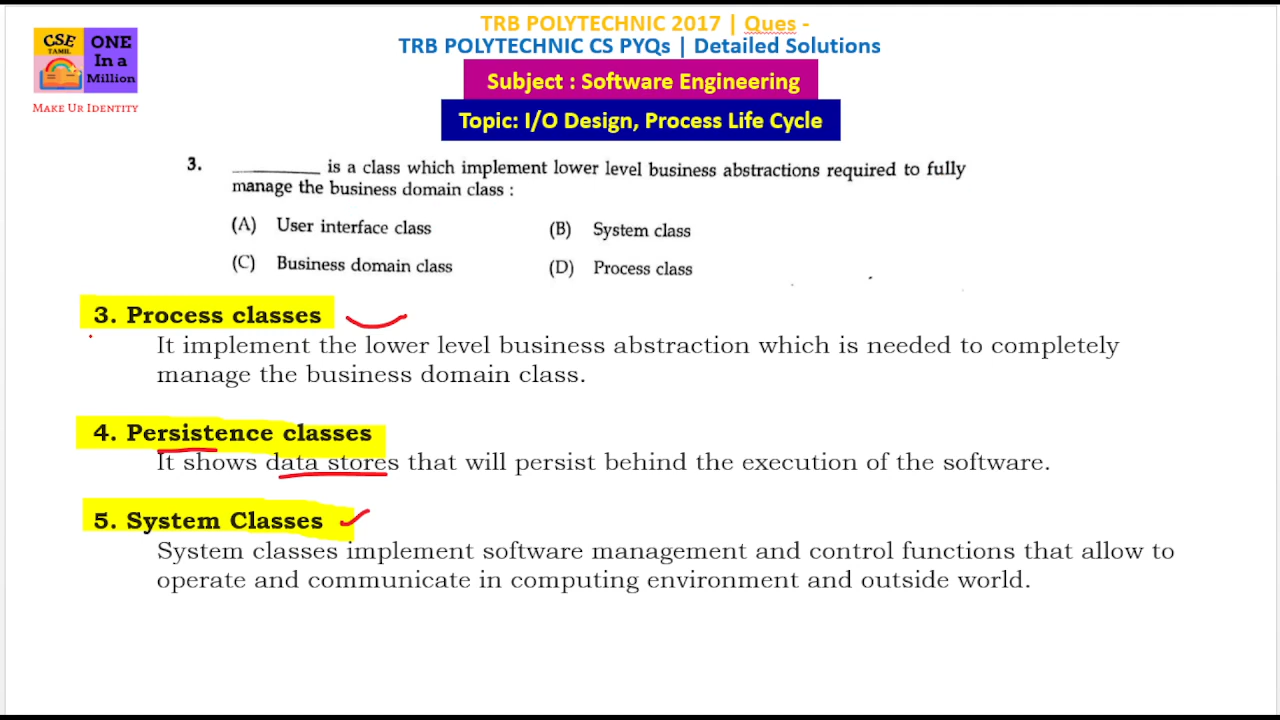 TRB POLYTECHNIC 2017 | Ques -
TRB POLYTECHNIC CS PYQs | Detailed Solutions
CSE
TAMIL
ONE
In a
Million
MAKE UR IDENTITY
Subject : Software Engineering
Topic: I/O Design, Process Life Cycle
3. _________ is a class which implement lower level business abstractions required to fully
manage the business domain class :
(A) User interface class (B) System class
(C) Business domain class (D) Process class
3. Process classes
It implement the lower level business abstraction which is needed to completely
manage the business domain class.
4. Persistence classes
It shows data stores that will persist behind the execution of the software.
5. System Classes
System classes implement software management and control functions that allow to
operate and communicate in computing environment and outside world.